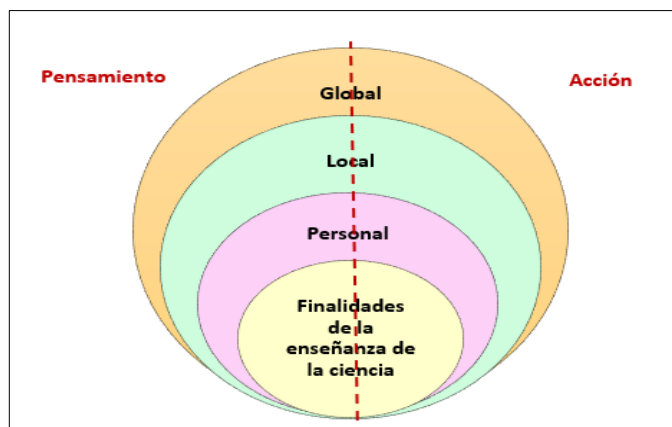 Pensamiento
Acción
Global
Local
Personal
Finalidades
de la
enseñanza de
la ciencia